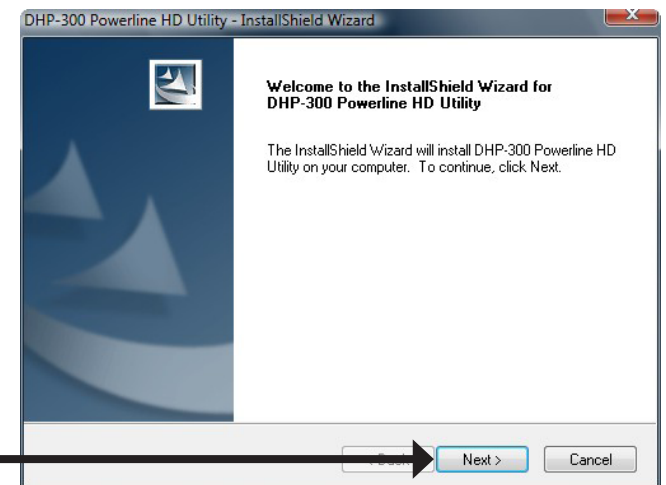 DHP-300 Powerline HD Utility - InstallShield Wizard
Welcome to the InstallShield Wizard for
DHP-300 Powerline HD Utility
The InstallShield Wizard will install DHP-300 Powerline HD
Utility on your computer. To continue, click Next.
Next > Cancel